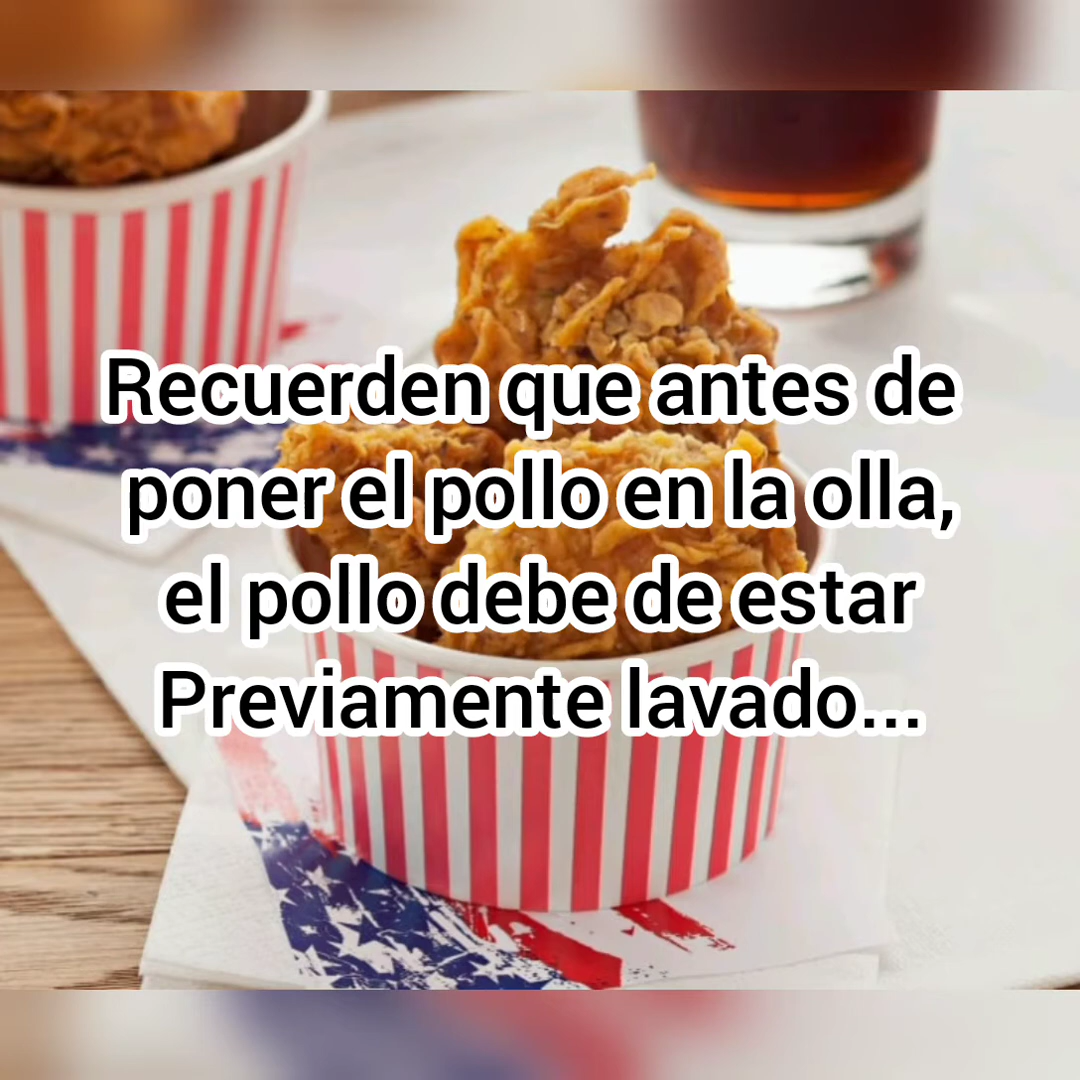 Recuerden que antes de
poner el pollo en la olla,
el pollo debe de estar
Previamente lavado...